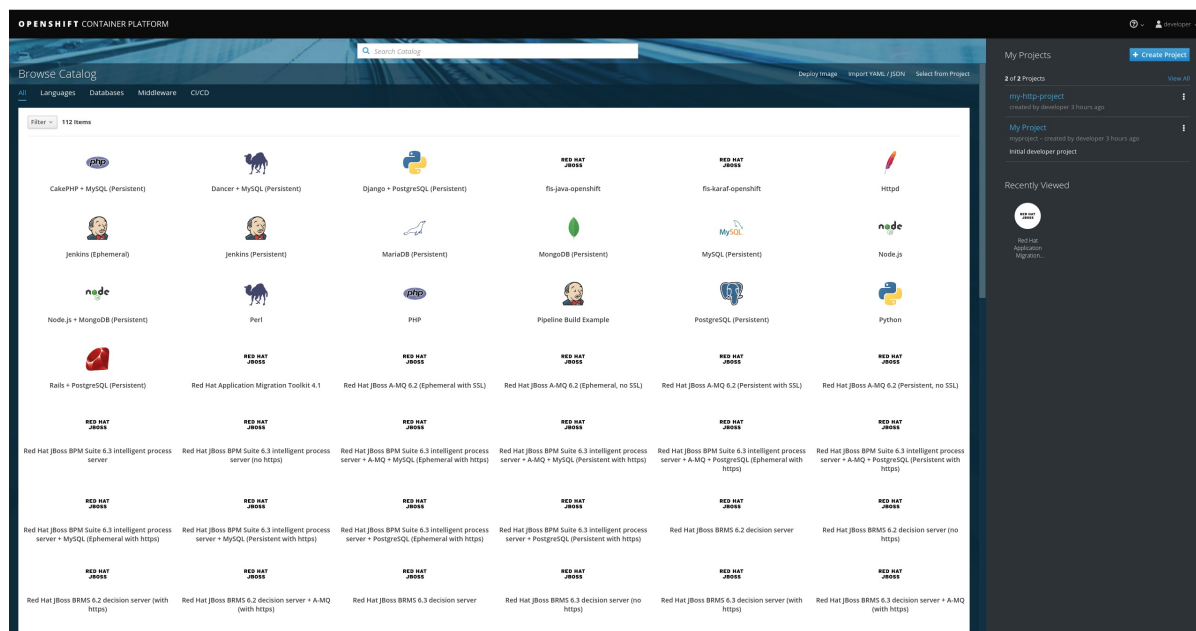 OPENSHIFT CONTAINER PLATFORM
developer
Search Catalog
My Projects
+ Create Project
Browse Catalog
Deploy Image Import YAML / JSON Select from Project
2 of 2 Projects View All
All Languages Databases Middleware CI/CD
my-http-project
created by developer 3 hours ago
Filter 112 Items
My Project
myproject – created by developer 3 hours ago
Initial developer project
php
RED HAT
JBOSS
RED HAT
JBOSS
CakePHP + MySQL (Persistent) Dancer + MySQL (Persistent) Django + PostgreSQL (Persistent) fis-java-openshift fis-karaf-openshift Httpd
Recently Viewed
RED HAT
JBOSS
Red Hat
Application
Migration...
MySQL
node
Jenkins (Ephemeral) Jenkins (Persistent) MariaDB (Persistent) MongoDB (Persistent) MySQL (Persistent) Node.js
node
php
Node.js + MongoDB (Persistent) Perl PHP Pipeline Build Example PostgreSQL (Persistent) Python
RED HAT RED HAT RED HAT RED HAT RED HAT
JBOSS JBOSS JBOSS JBOSS JBOSS
Rails + PostgreSQL (Persistent) Red Hat Application Migration Toolkit 4.1 Red Hat JBoss A-MQ 6.2 (Ephemeral with SSL) Red Hat JBoss A-MQ 6.2 (Ephemeral, no SSL) Red Hat JBoss A-MQ 6.2 (Persistent with SSL) Red Hat JBoss A-MQ 6.2 (Persistent, no SSL)
RED HAT RED HAT RED HAT RED HAT RED HAT RED HAT
JBOSS JBOSS JBOSS JBOSS JBOSS JBOSS
Red Hat JBoss BPM Suite 6.3 intelligent process Red Hat JBoss BPM Suite 6.3 intelligent process Red Hat JBoss BPM Suite 6.3 intelligent process Red Hat JBoss BPM Suite 6.3 intelligent process Red Hat JBoss BPM Suite 6.3 intelligent process Red Hat JBoss BPM Suite 6.3 intelligent process
server server (no https) server + A-MQ + MySQL (Ephemeral with https) server + A-MQ + MySQL (Persistent with https) server + A-MQ + PostgreSQL (Ephemeral with server + A-MQ + PostgreSQL (Persistent with
https) https)
RED HAT RED HAT RED HAT RED HAT RED HAT RED HAT
JBOSS JBOSS JBOSS JBOSS JBOSS JBOSS
Red Hat JBoss BPM Suite 6.3 intelligent process Red Hat JBoss BPM Suite 6.3 intelligent process Red Hat JBoss BPM Suite 6.3 intelligent process Red Hat JBoss BPM Suite 6.3 intelligent process Red Hat JBoss BRMS 6.2 decision server Red Hat JBoss BRMS 6.2 decision server (no
server + MySQL (Ephemeral with https) server + MySQL (Persistent with https) server + PostgreSQL (Ephemeral with https) server + PostgreSQL (Persistent with https) https)
RED HAT RED HAT RED HAT RED HAT RED HAT RED HAT
JBOSS JBOSS JBOSS JBOSS JBOSS JBOSS
Red Hat JBoss BRMS 6.2 decision server (with Red Hat JBoss BRMS 6.2 decision server + A-MQ Red Hat JBoss BRMS 6.3 decision server Red Hat JBoss BRMS 6.3 decision server (no Red Hat JBoss BRMS 6.3 decision server (with Red Hat JBoss BRMS 6.3 decision server + A-MQ
https) (with https) https) https) (with https)